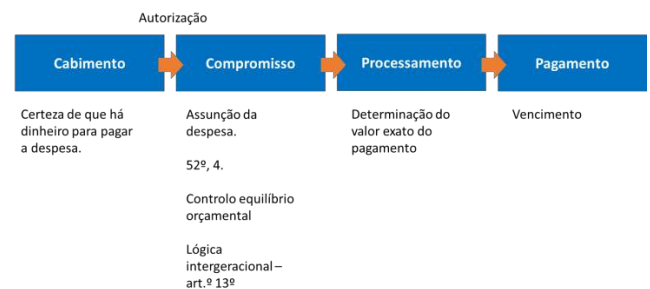 Autorização
Cabimento
Compromisso
Processamento
Pagamento
Certeza de que há
dinheiro para pagar
a despesa.
Assunção da
despesa.
52º, 4.
Controlo equilíbrio
orçamental
Lógica
intergeracional –
art.º 13º
Determinação do
valor exato do
pagamento
Vencimento